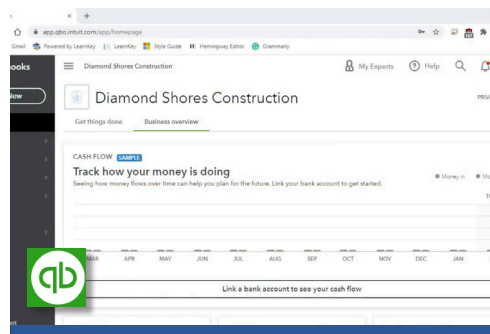 app.qbo.intuit.com/app/homepage
Gmail Powered by LearnKey LearnKey Style Guide Hemingway Editor Grammarly
ooks Diamond Shores Construction My Experts Help
New
Diamond Shores Construction
PRIV
Get things done Business overview
CASH FLOW SAMPLE
Track how your money is doing
Seeing how money flows over time can help you plan for the future. Link your bank account to get started.
Money in Mo
MAR APR MAY JUN JUL AUG SEP OCT NOV DEC JAN
qb
Link a bank account to see your cash flow